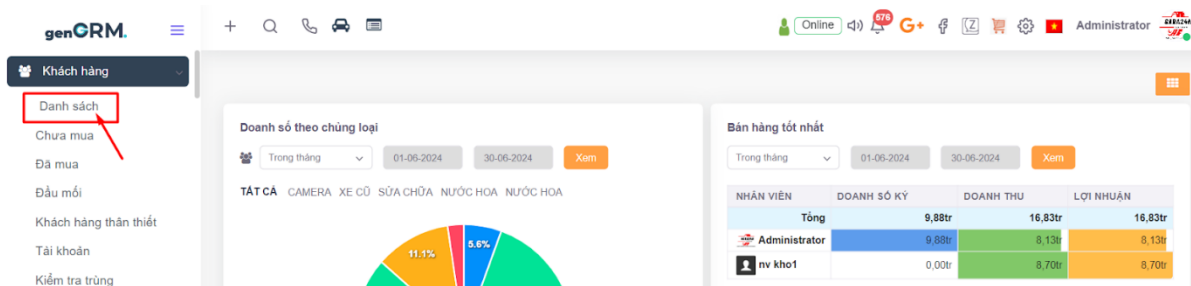 genCRM.
576
Online
G+
Z
Administrator
Khách hàng
Danh sách
Chưa mua
Đã mua
Đầu mối
Khách hàng thân thiết
Tài khoản
Kiểm tra trùng
Doanh số theo chủng loại
Trong tháng 01-06-2024 30-06-2024 Xem
TẤT CẢ CAMERA XE CŨ SỬA CHỮA NƯỚC HOA NƯỚC HOA
11.1%
5.6%
Bán hàng tốt nhất
Trong tháng 01-06-2024 30-06-2024 Xem
NHÂN VIÊN DOANH SỐ KÝ DOANH THU LỢI NHUẬN
Tổng 9,88tr 16,83tr 16,83tr
Administrator 9,88tr 8,13tr 8,13tr
nv kho1 0,00tr 8,70tr 8,70tr